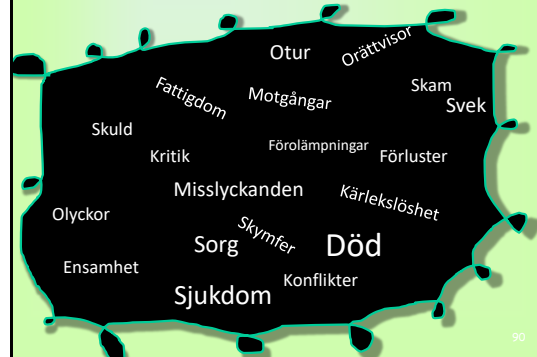 Otur
Orättvisor
Fattigdom
Motgångar
Skam
Svek
Skuld
Kritik
Förolämpningar
Förluster
Misslyckanden
Kärlekslöshet
Olyckor
Skymfer
Sorg
Död
Ensamhet
Konflikter
Sjukdom
90